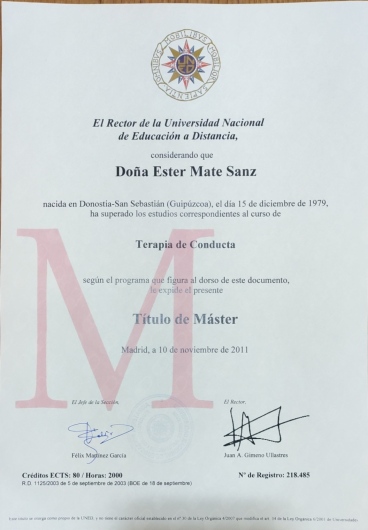 OMNIBVS MOBILIBVS MOBILIOR SAPIENTIA
UNED
El Rector de la Universidad Nacional
de Educación a Distancia,
considerando que
Doña Ester Mate Sanz
nacida en Donostia-San Sebastián (Guipúzcoa), el día 15 de diciembre de 1979,
ha superado los estudios correspondientes al curso de
Terapia de Conducta
según el programa que figura al dorso de este documento,
le expide el presente
M
Título de Máster
Madrid, a 10 de noviembre de 2011
El Jefe de la Sección, El Rector,
Félix Martínez García Juan A. Gimeno Ullastres
Créditos ECTS: 80 / Horas: 2000 Nº de Registro: 218.485
R.D. 1125/2003 de 5 de septiembre de 2003 (BOE de 18 de septiembre)